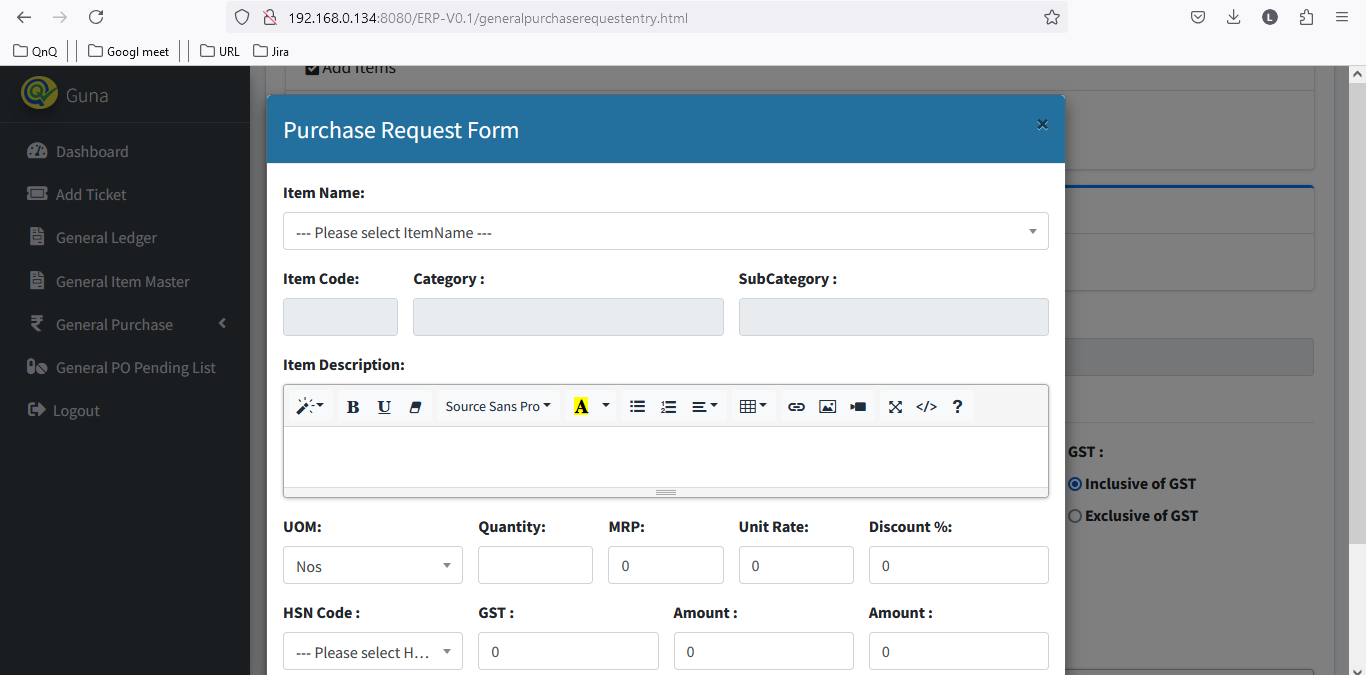 192.168.0.134:8080/ERP-V0.1/generalpurchaserequestentry.html
L
QnQ
Googl meet
URL
Jira
Guna
Dashboard
Add Ticket
General Ledger
General Item Master
General Purchase
General PO Pending List
Logout
Add Items
Purchase Request Form
×
Item Name:
--- Please select ItemName ---
Item Code: Category : SubCategory :
Item Description:
B U Source Sans Pro A </> ?
UOM: Quantity: MRP: Unit Rate: Discount %:
Nos 0 0 0
HSN Code : GST : Amount : Amount :
--- Please select H... 0 0 0
GST :
Inclusive of GST
Exclusive of GST